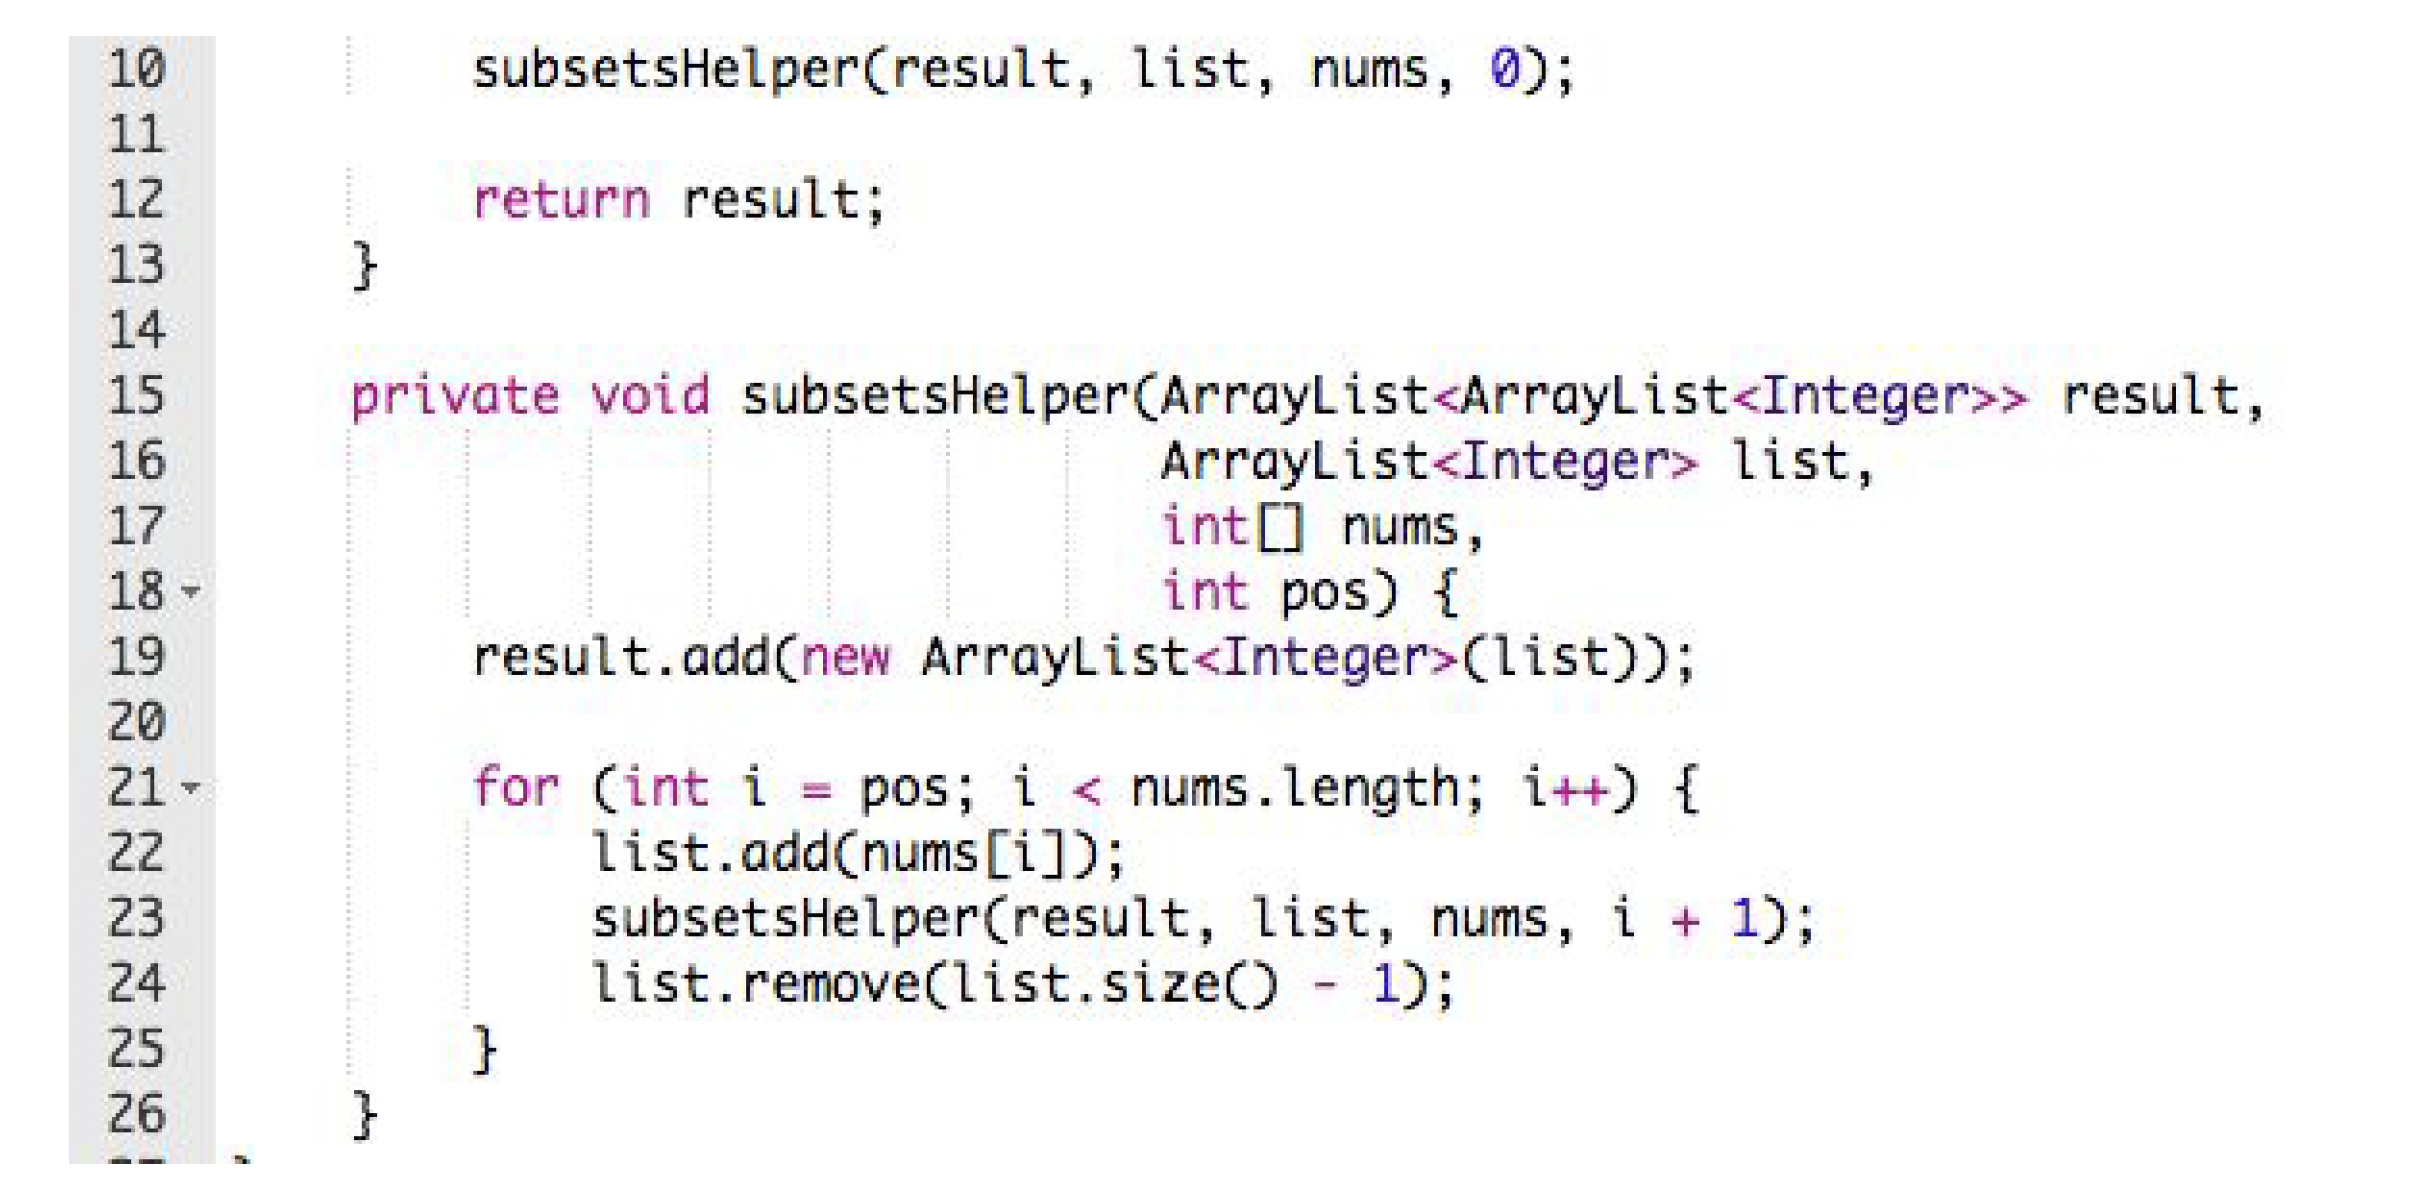 10 subsetsHelper(result, list, nums, 0);
11
12 return result;
13 }
14
15 private void subsetsHelper(ArrayList<ArrayList<Integer>> result,
16 ArrayList<Integer> list,
17 int[] nums,
18 int pos) {
19 result.add(new ArrayList<Integer>(list));
20
21 for (int i = pos; i < nums.length; i++) {
22 list.add(nums[i]);
23 subsetsHelper(result, list, nums, i + 1);
24 list.remove(list.size() - 1);
25 }
26 }